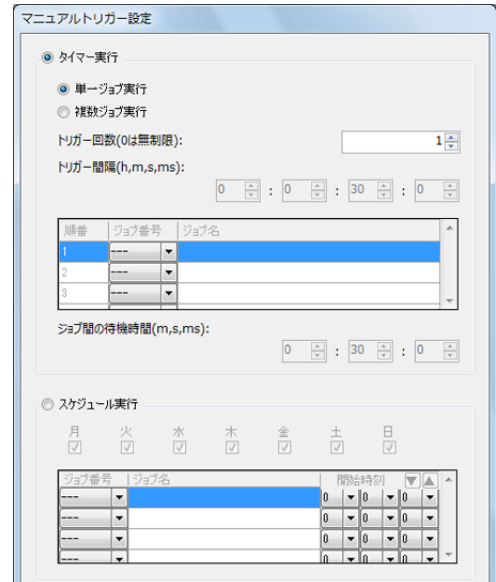 マニュアルトリガー設定
タイマー実行
単一ジョブ実行
複数ジョブ実行
トリガー回数(0は無制限):
1
トリガー間隔(h,m,s,ms):
0 : 0 : 30 : 0
順番 ジョブ番号 ジョブ名
1 ---
2 ---
3 ---
ジョブ間の待機時間(m,s,ms):
0 : 30 : 0
スケジュール実行
月 火 水 木 金 土 日
ジョブ番号 ジョブ名 開始時刻
--- 0 0 0
--- 0 0 0
--- 0 0 0
--- 0 0 0